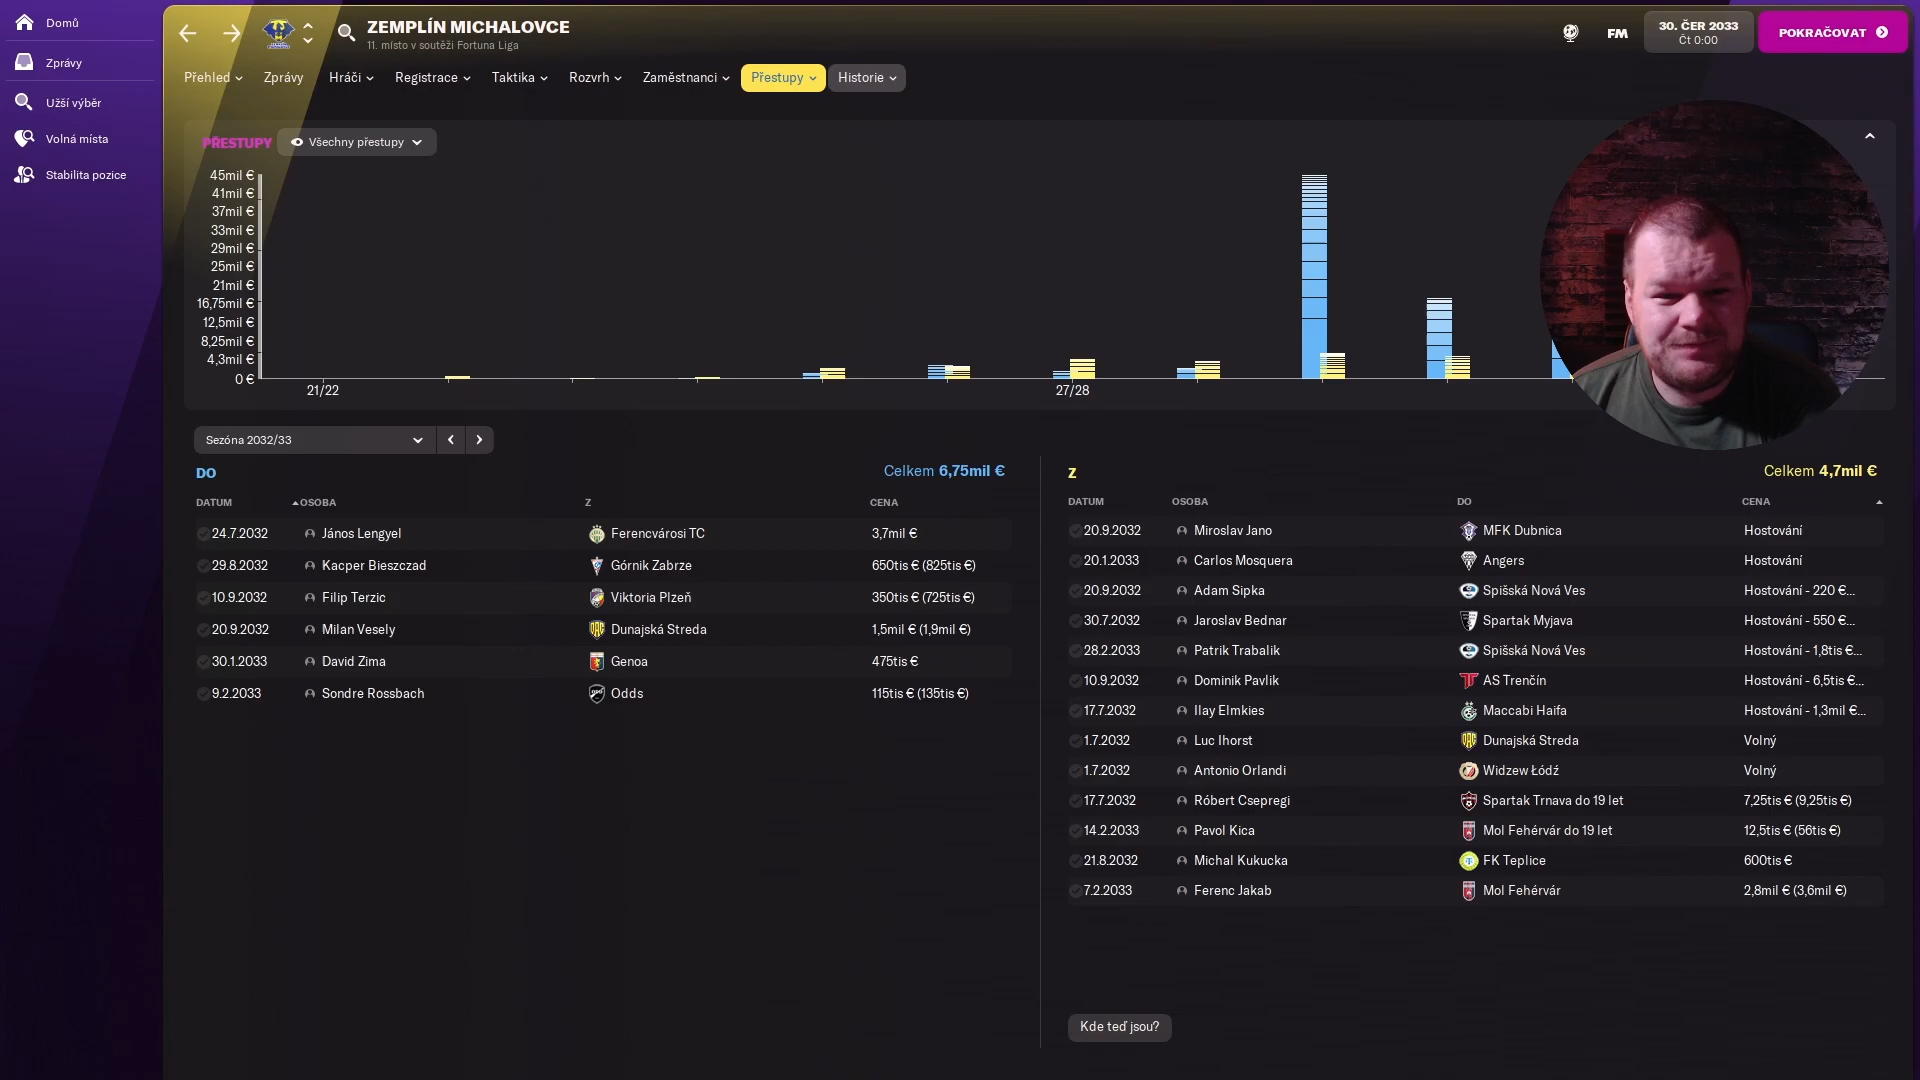 Domů
Zprávy
Užší výběr
Volná místa
Stabilita pozice
ZEMPLÍN MICHALOVCE
11. místo v soutěži Fortuna Liga
FM
30. ČER 2033
Čt 0:00
POKRAČOVAT
Přehled
Zprávy
Hráči
Registrace
Taktika
Rozvrh
Zaměstnanci
Přestupy
Historie
PŘESTUPY
Všechny přestupy
45mil €
41mil €
37mil €
33mil €
29mil €
25mil €
21mil €
16,75mil €
12,5mil €
8,25mil €
4,3mil €
0 €
21/22
27/28
Sezóna 2032/33
DO
Celkem 6,75mil €
DATUM OSOBA Z CENA
24.7.2032 János Lengyel Ferencvárosi TC 3,7mil €
29.8.2032 Kacper Bieszczad Górnik Zabrze 650tis € (825tis €)
10.9.2032 Filip Terzic Viktoria Plzeň 350tis € (725tis €)
20.9.2032 Milan Vesely Dunajská Streda 1,5mil € (1,9mil €)
30.1.2033 David Zima Genoa 475tis €
9.2.2033 Sondre Rossbach Odds 115tis € (135tis €)
Z
Celkem 4,7mil €
DATUM OSOBA DO CENA
20.9.2032 Miroslav Jano MFK Dubnica Hostování
20.1.2033 Carlos Mosquera Angers Hostování
20.9.2032 Adam Sipka Spišská Nová Ves Hostování - 220 €...
30.7.2032 Jaroslav Bednar Spartak Myjava Hostování - 550 €...
28.2.2033 Patrik Trabalik Spišská Nová Ves Hostování - 1,8tis €...
10.9.2032 Dominik Pavlik AS Trenčín Hostování - 6,5tis €...
17.7.2032 Ilay Elmkies Maccabi Haifa Hostování - 1,3mil €...
1.7.2032 Luc Ihorst Dunajská Streda Volný
1.7.2032 Antonio Orlandi Widzew Łódź Volný
17.7.2032 Róbert Csepregi Spartak Trnava do 19 let 7,25tis € (9,25tis €)
14.2.2033 Pavol Kica Mol Fehérvár do 19 let 12,5tis € (56tis €)
21.8.2032 Michal Kukucka FK Teplice 600tis €
7.2.2033 Ferenc Jakab Mol Fehérvár 2,8mil € (3,6mil €)
Kde teď jsou?